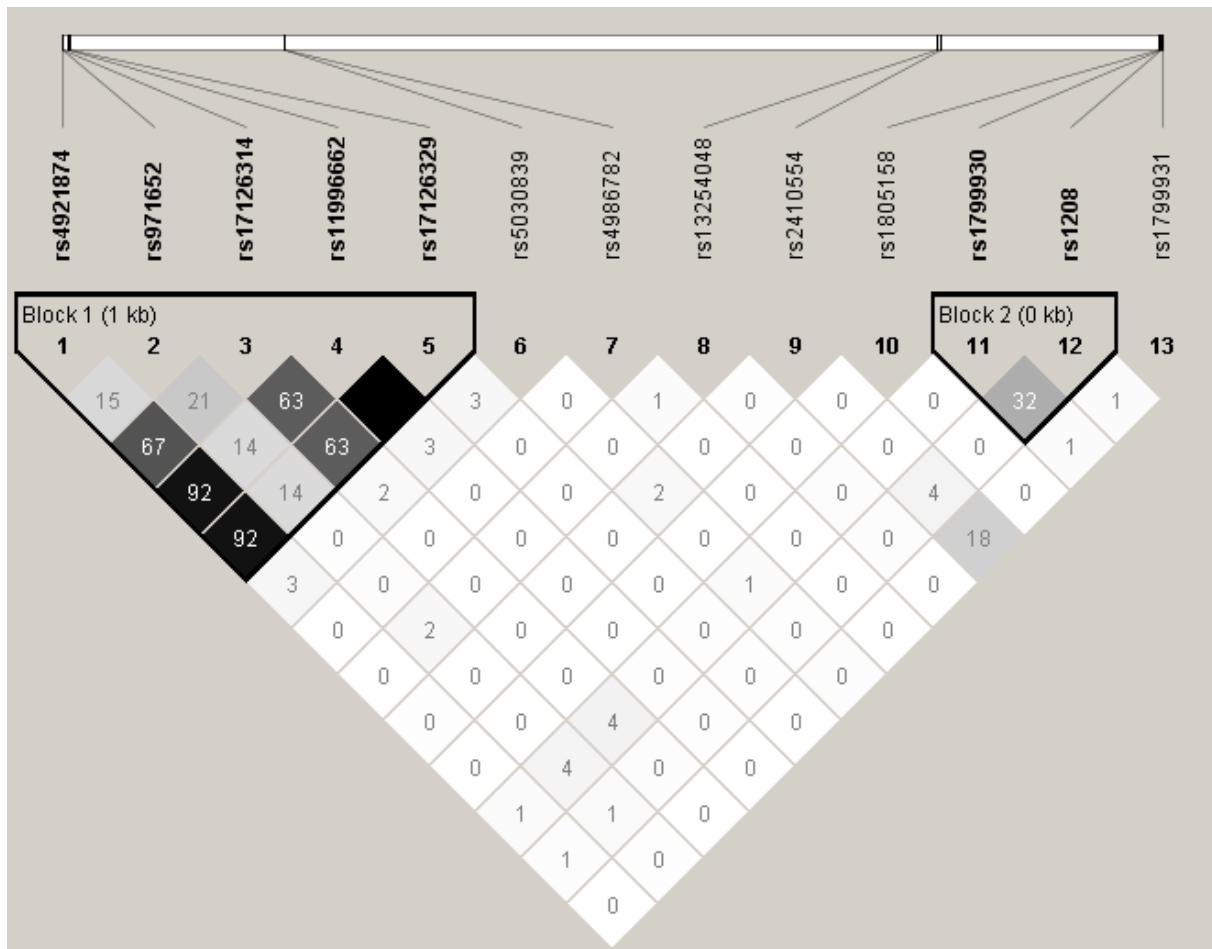 rs4921874
rs971652
rs17126314
rs11996662
rs17126329
rs5030839
rs4986782
rs13254048
rs2410554
rs1805158
rs1799930
rs1208
rs1799931
Block 1 (1 kb) Block 2 (0 kb)
1 2 3 4 5 6 7 8 9 10 11 12 13
15 21 63 3 0 1 0 0 0 32 1
67 14 63 3 0 0 0 0 0 0 1
92 14 2 0 0 2 0 0 4 0
92 0 0 0 0 0 0 0 18
3 0 0 0 0 1 0 0
0 2 0 0 0 0 0
0 0 0 0 0 0
0 0 4 0 0
0 4 0 0
1 1 0
1 0
0